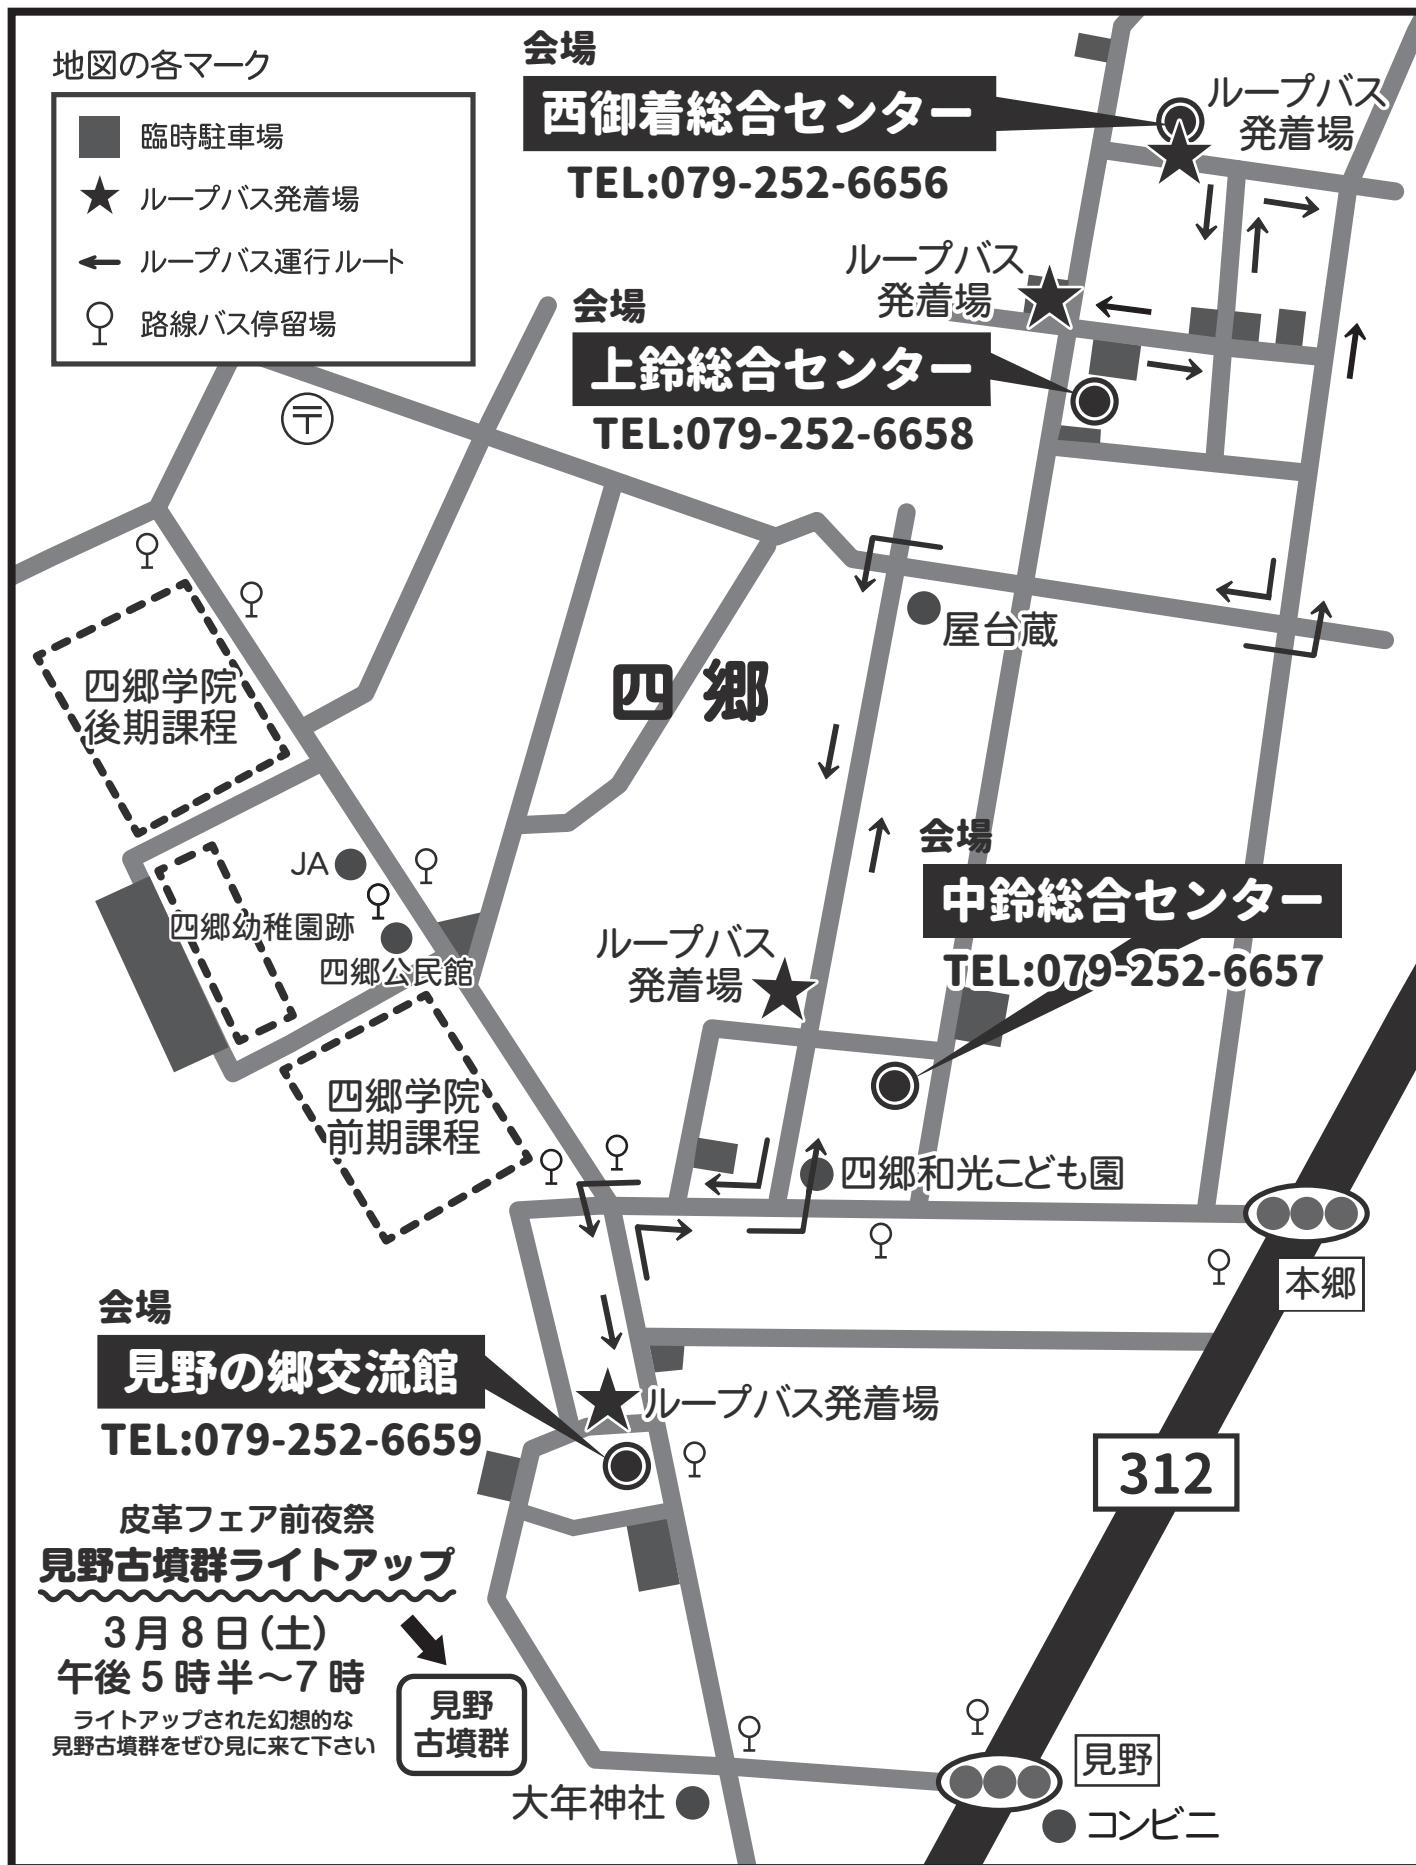 地図の各マーク
臨時駐車場
ループバス発着場
ループバス運行ルート
路線バス停留場
会場
西御着総合センター
TEL:079-252-6656
ループバス
発着場
ループバス
発着場
会場
上鈴総合センター
TEL:079-252-6658
〒
屋台蔵
四郷
四郷学院
後期課程
JA
四郷幼稚園跡
四郷公民館
四郷学院
前期課程
会場
中鈴総合センター
TEL:079-252-6657
ループバス
発着場
四郷和光こども園
本郷
会場
見野の郷交流館
TEL:079-252-6659
ループバス発着場
312
皮革フェア前夜祭
見野古墳群ライトアップ
3月8日(土)
午後5時半〜7時
ライトアップされた幻想的な
見野古墳群をぜひ見に来て下さい
見野
古墳群
大年神社
見野
コンビニ